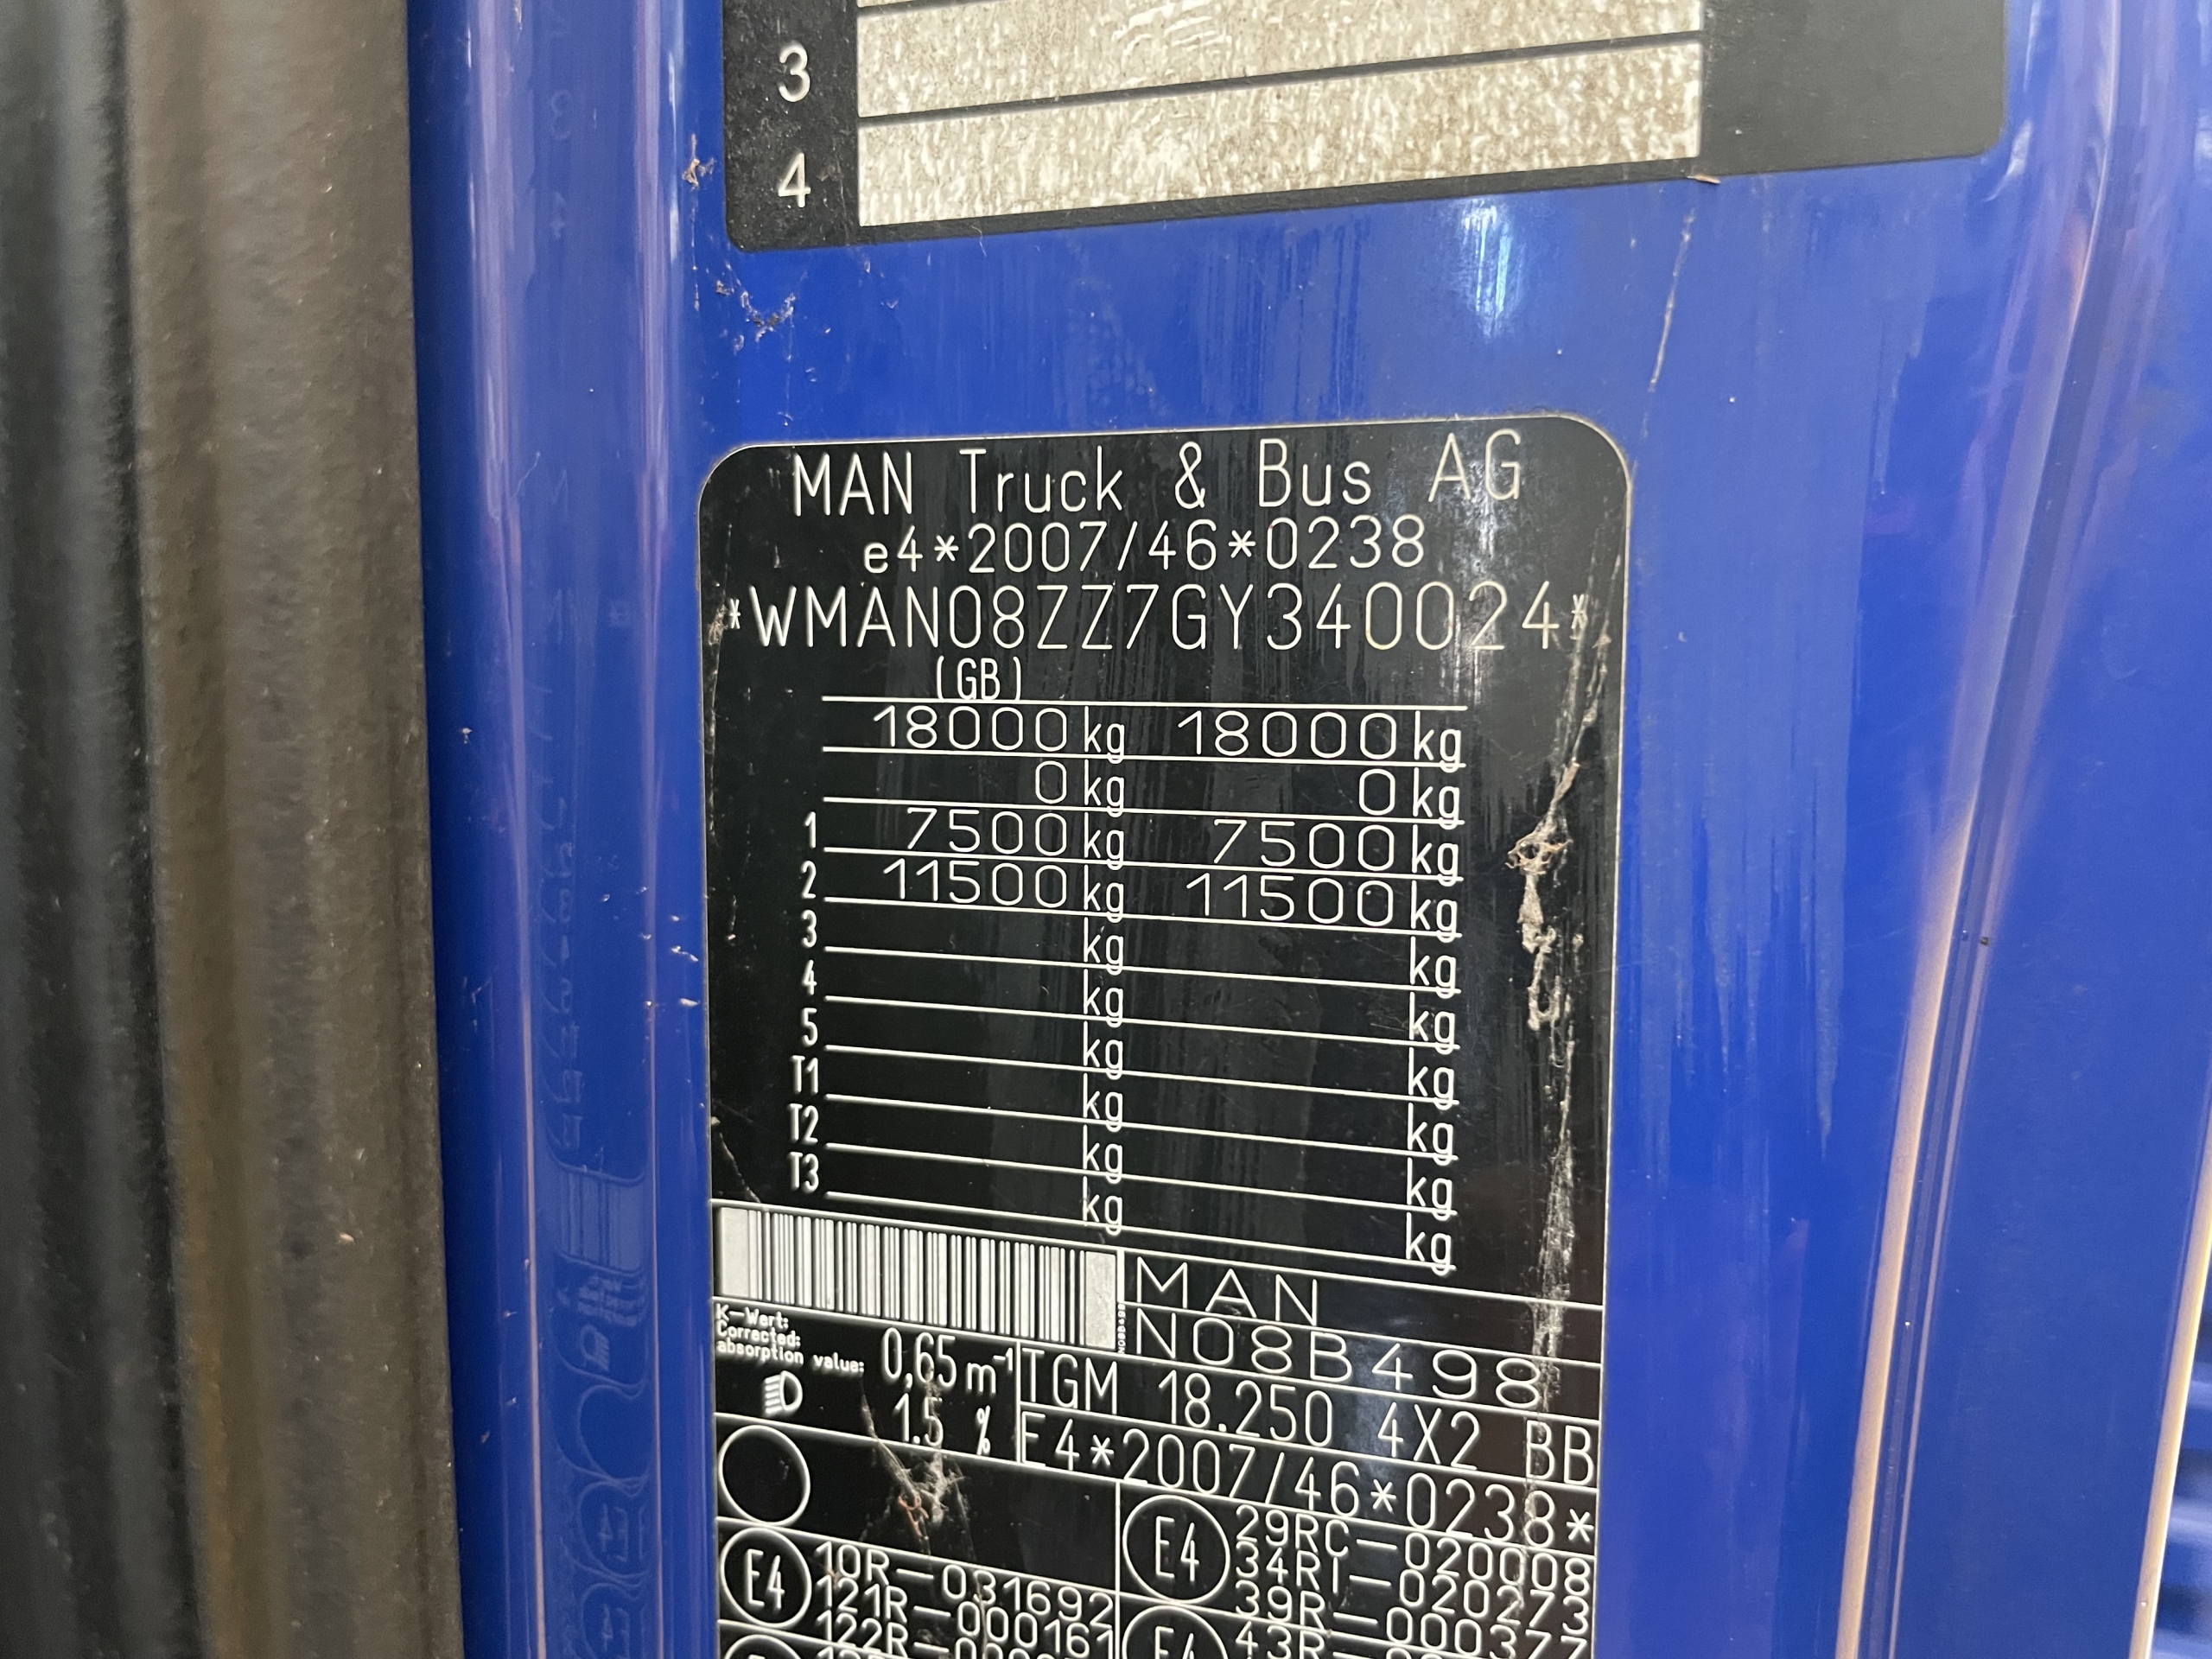 3
4
MAN Truck & Bus AG
e4*2007/46*0238
*WMAN08ZZ7GY340024*
(GB)
18000 kg 18000 kg
0 kg 0 kg
1 7500 kg 7500 kg
2 11500 kg 11500 kg
3 kg kg
4 kg kg
5 kg kg
T1 kg kg
T2 kg kg
T3 kg kg
MAN
N08B498
K-Wert:
Corrected:
absorption value: 0,65 m⁻¹
TGM 18.250 4X2 BB
1.5 %
E4*2007/46*0238*
E4 29RC-020008
34RI-020273
39R-000377
E4 10R-031692
121R-000161
122R-
E4 43R-